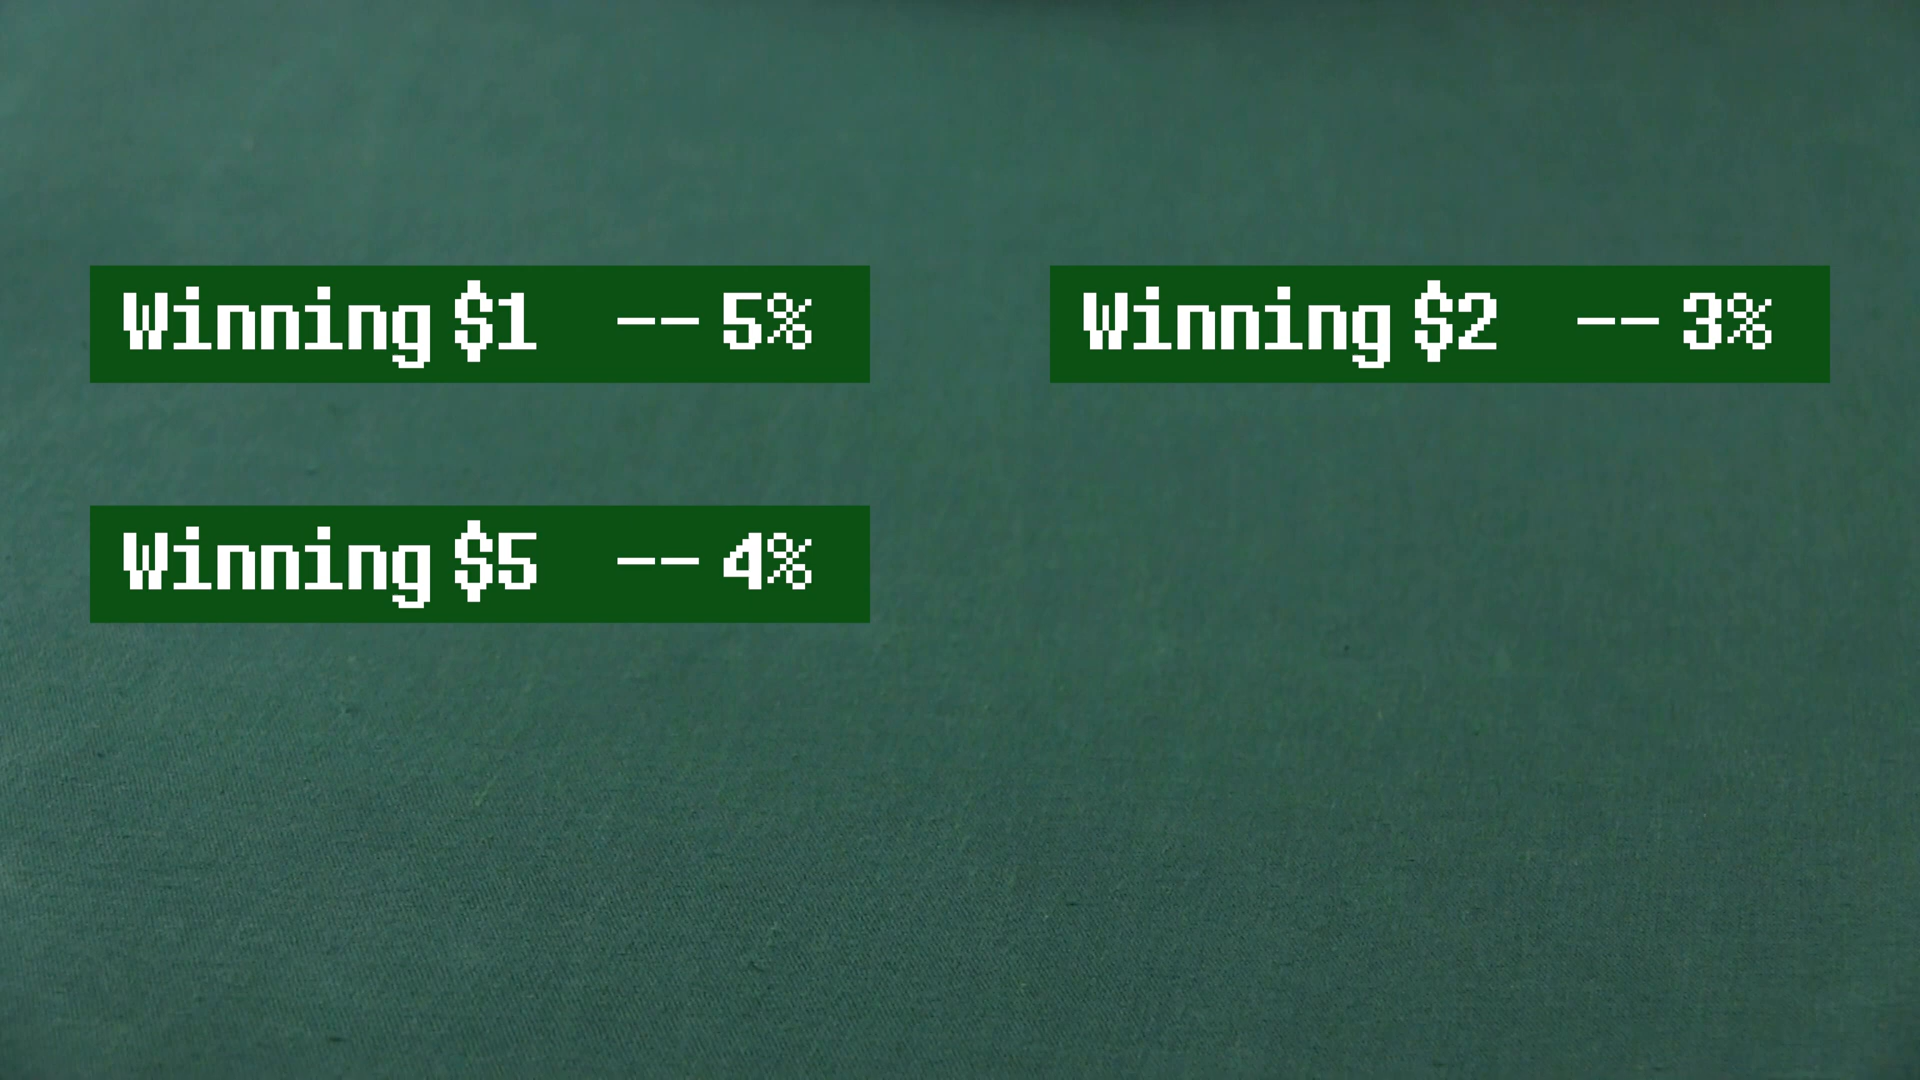 Winning $1 -- 5%
Winning $2 -- 3%
Winning $5 -- 4%